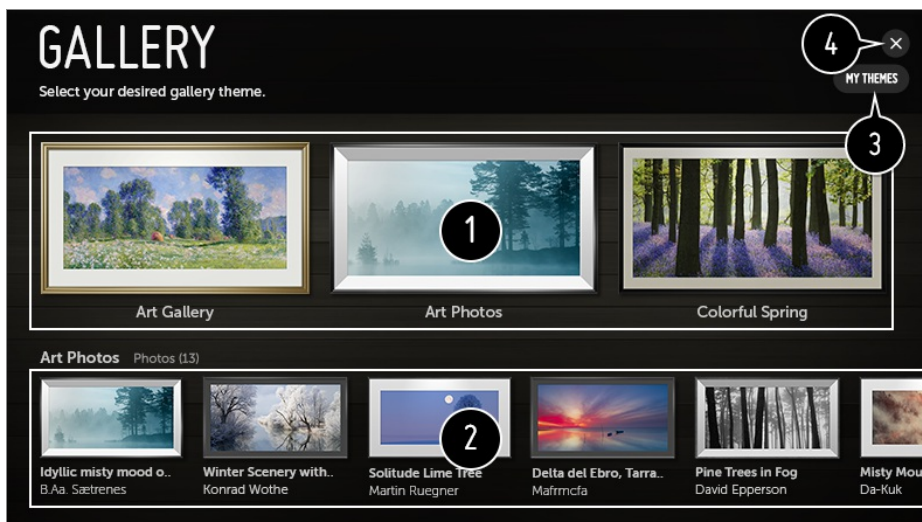 GALLERY
Select your desired gallery theme.
4
MY THEMES
3
1
Art Gallery
Art Photos
Colorful Spring
Art Photos Photos (13)
2
Idyllic misty mood o..
B.Aa. Sætrenes
Winter Scenery with..
Konrad Wothe
Solitude Lime Tree
Martin Ruegner
Delta del Ebro, Tarra..
Mafrmcfa
Pine Trees in Fog
David Epperson
Misty Mou
Da-Kuk